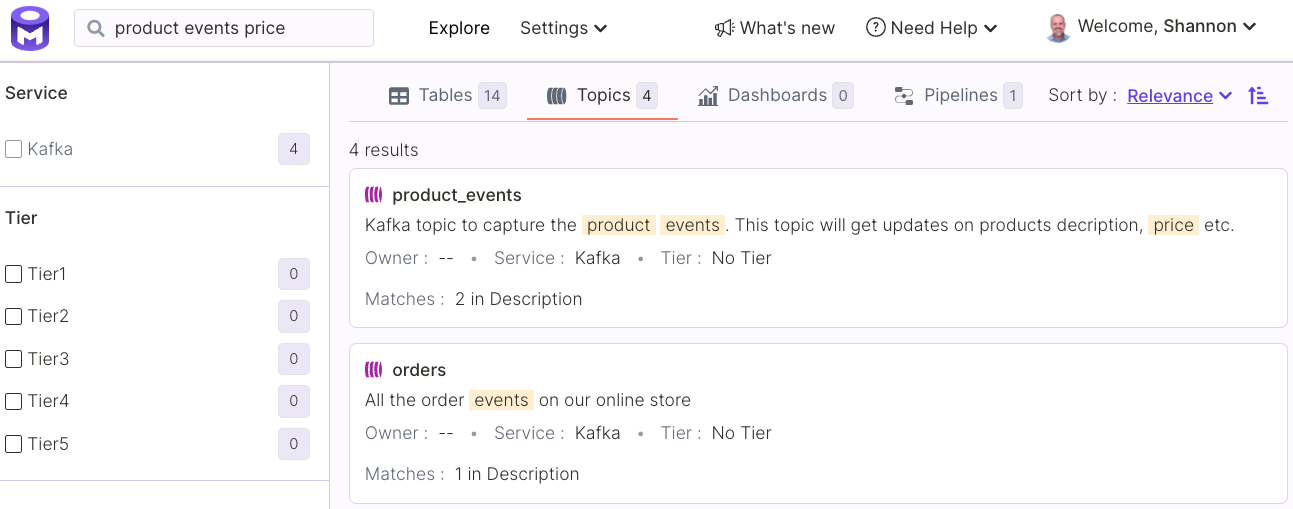 product events price
Explore
Settings
What's new
Need Help
Welcome, Shannon
Service
Kafka 4
Tier
Tier1 0
Tier2 0
Tier3 0
Tier4 0
Tier5 0
Tables 14
Topics 4
Dashboards 0
Pipelines 1
Sort by : Relevance
4 results
product_events
Kafka topic to capture the product events. This topic will get updates on products decription, price etc.
Owner : -- • Service : Kafka • Tier : No Tier
Matches : 2 in Description
orders
All the order events on our online store
Owner : -- • Service : Kafka • Tier : No Tier
Matches : 1 in Description